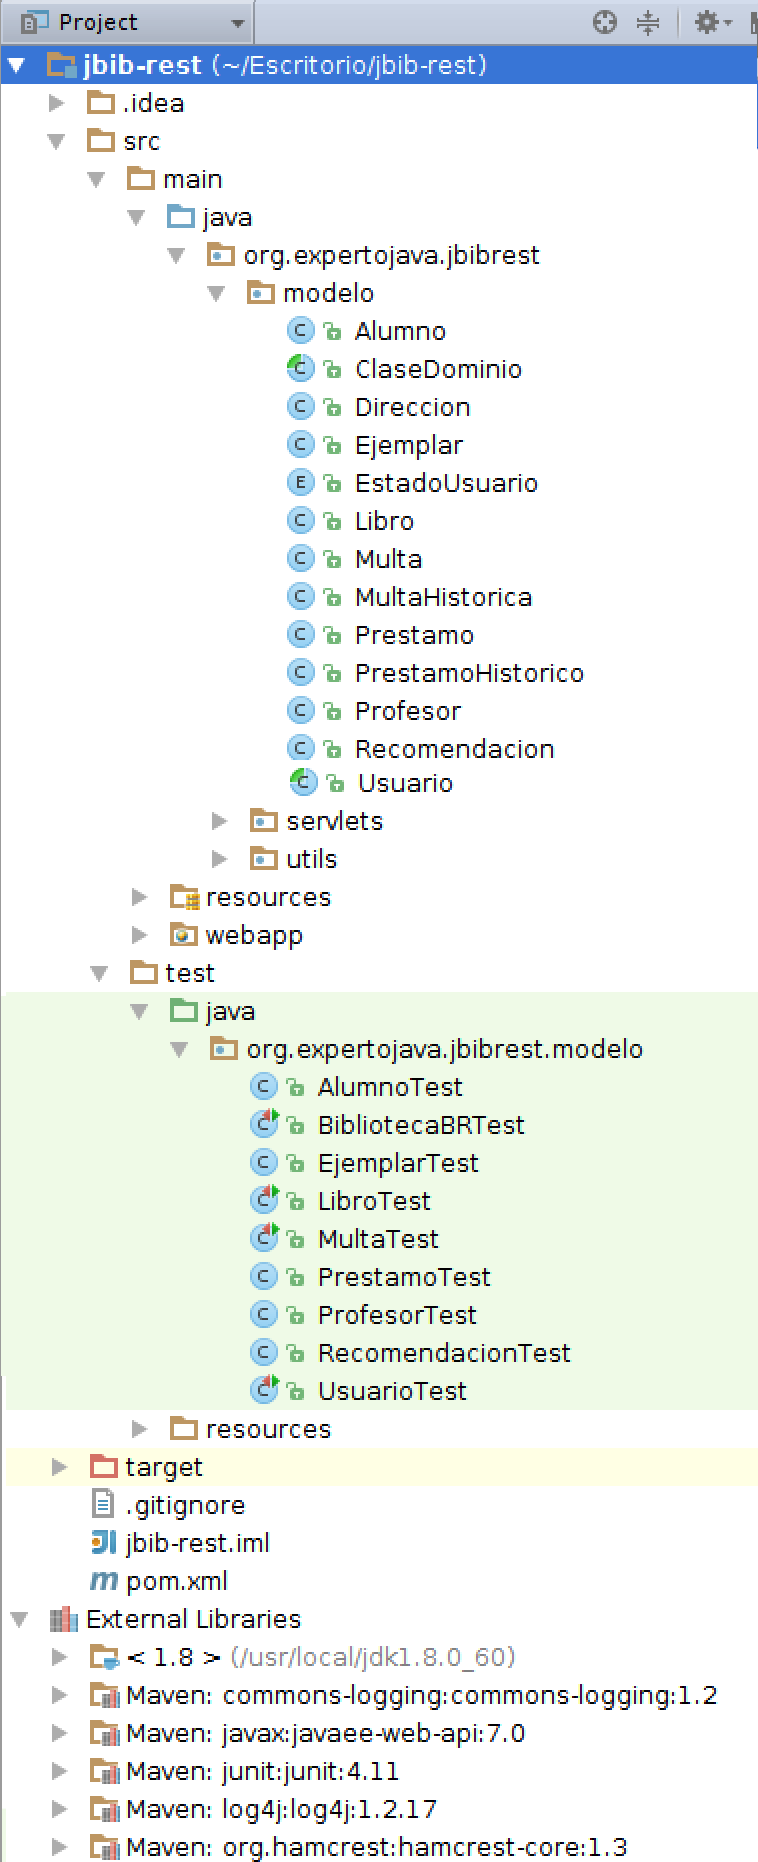 Project
jbib-rest (~/Escritorio/jbib-rest)
.idea
src
main
java
org.expertojava.jbibrest
modelo
Alumno
ClaseDominio
Direccion
Ejemplar
EstadoUsuario
Libro
Multa
MultaHistorica
Prestamo
PrestamoHistorico
Profesor
Recomendacion
Usuario
servlets
utils
resources
webapp
test
java
org.expertojava.jbibrest.modelo
AlumnoTest
BibliotecaBRTest
EjemplarTest
LibroTest
MultaTest
PrestamoTest
ProfesorTest
RecomendacionTest
UsuarioTest
resources
target
.gitignore
jbib-rest.iml
pom.xml
External Libraries
< 1.8 > (/usr/local/jdk1.8.0_60)
Maven: commons-logging:commons-logging:1.2
Maven: javax:javaee-web-api:7.0
Maven: junit:junit:4.11
Maven: log4j:log4j:1.2.17
Maven: org.hamcrest:hamcrest-core:1.3